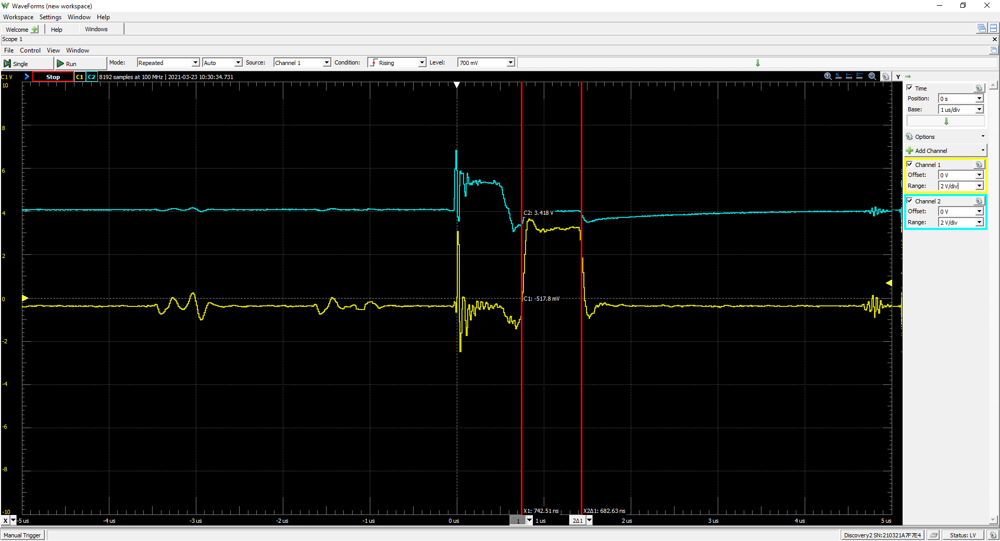 WaveForms (new workspace)
Workspace Settings Window Help
Welcome Help Windows
Scope 1
File Control View Window
Single Run Mode: Repeated Auto Source: Channel 1 Condition: Rising Level: 700 mV
C1 V Stop C1 C2 8192 samples at 100 MHz | 2021-03-23 10:30:34.731 Y
10
8
6
4
2
0
-2
-4
-6
-8
-10
C2: 3.418 V
C1: -517.8 mV
X1: 742.51 ns X2Δ1: 682.63 ns
X -5 us -4 us -3 us -2 us -1 us 0 us 1 us 2Δ1 2 us 3 us 4 us 5 us
Time
Position: 0 s
Base: 1 us/div
Options
Add Channel
Channel 1
Offset: 0 V
Range: 2 V/div
Channel 2
Offset: 0 V
Range: 2 V/div
Manual Trigger Discovery2 SN:210321A7F7E4 Status: LV